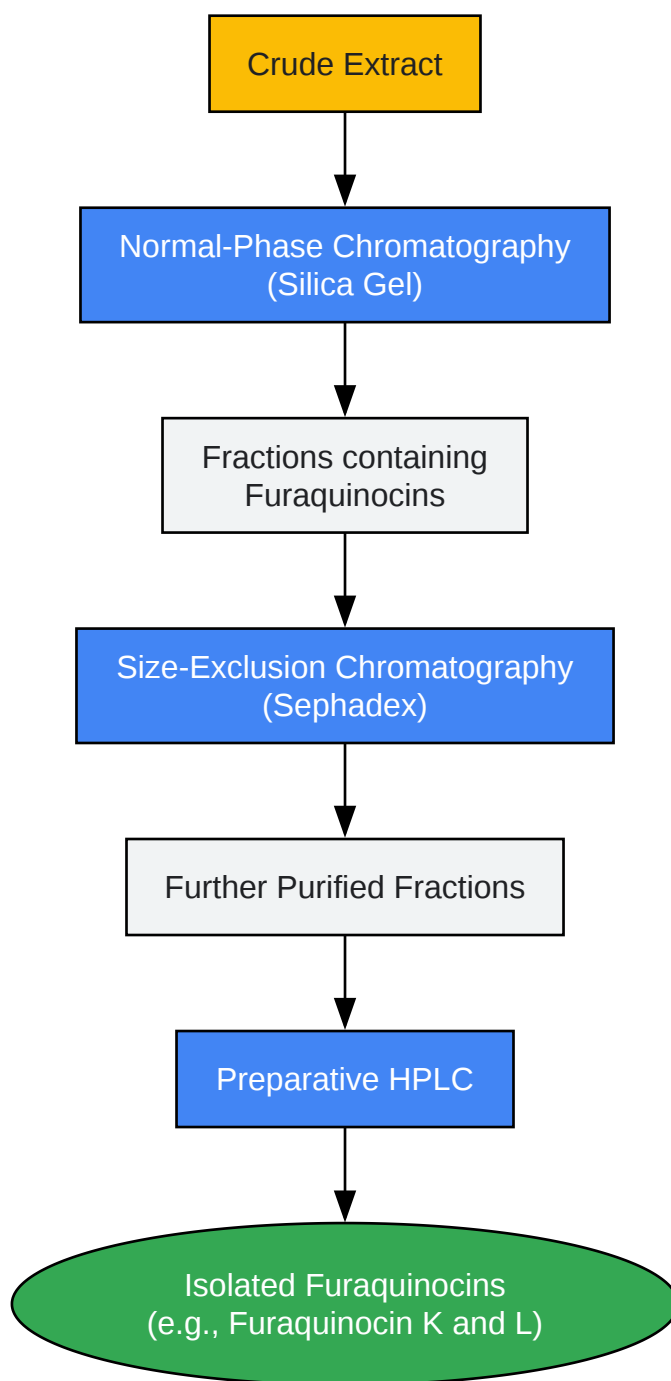 Crude Extract
Normal-Phase Chromatography
(Silica Gel)
Fractions containing
Furaquinocins
Size-Exclusion Chromatography
(Sephadex)
Further Purified Fractions
Preparative HPLC
Isolated Furaquinocins
(e.g., Furaquinocin K and L)